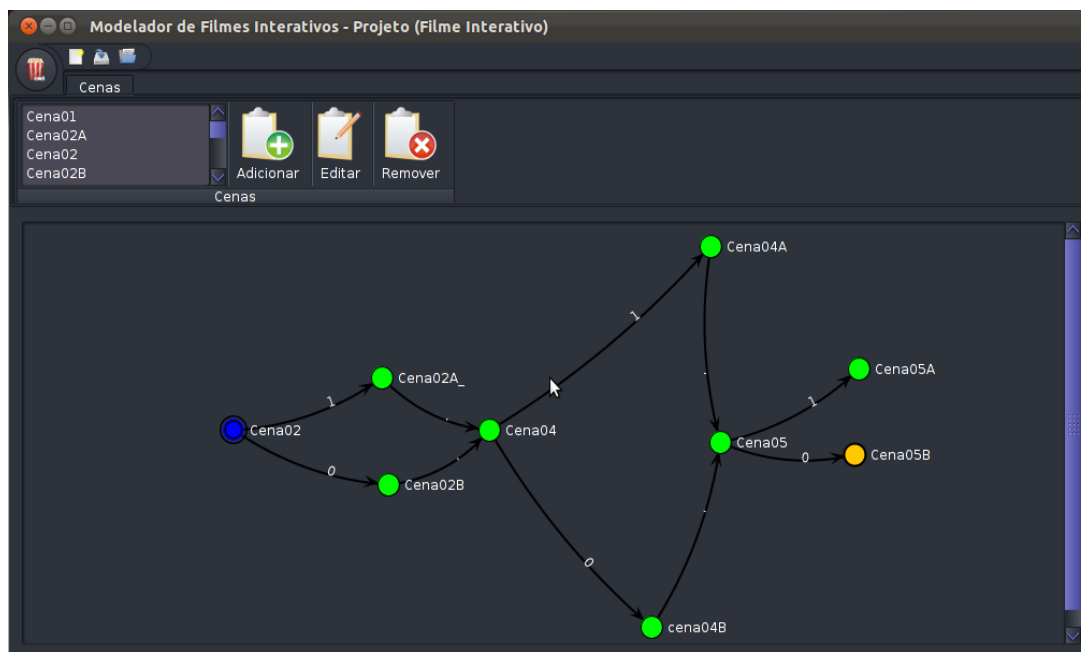 Modelador de Filmes Interativos - Projeto (Filme Interativo)
Cenas
Cena01
Cena02A
Cena02
Cena02B
Adicionar
Editar
Remover
Cenas
Cena04A
1
.
Cena05A
Cena02A_
1
1
.
Cena02
Cena04
Cena05
Cena05B
0
.
0
Cena02B
.
0
cena04B